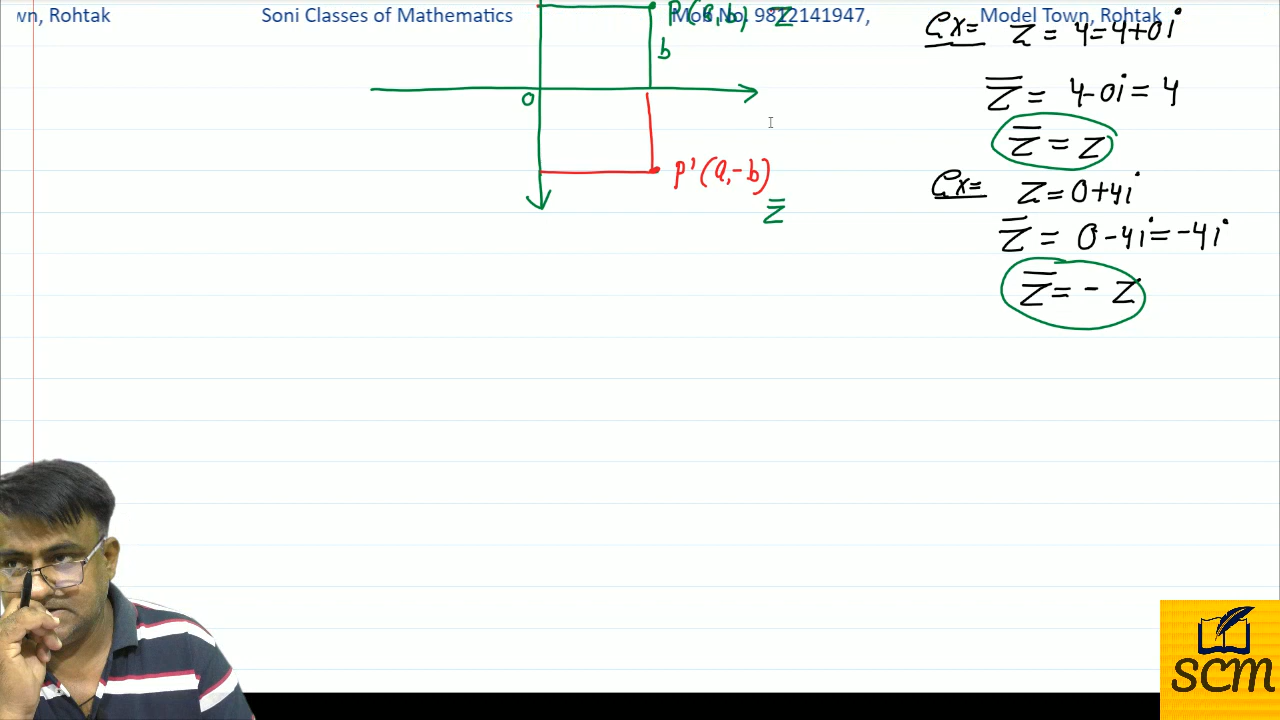 wn, Rohtak Soni Classes of Mathematics Mob No. 9812141947, Model Town, Rohtak
P(a,b) Z
b
0
P'(a,-b)
Z̅
Ex= Z = 4=4+0i
Z̅ = 4-0i = 4
Z̅ = Z
Ex= Z=0+4i
Z̅ = 0-4i=-4i
Z̅ = - Z
SCM